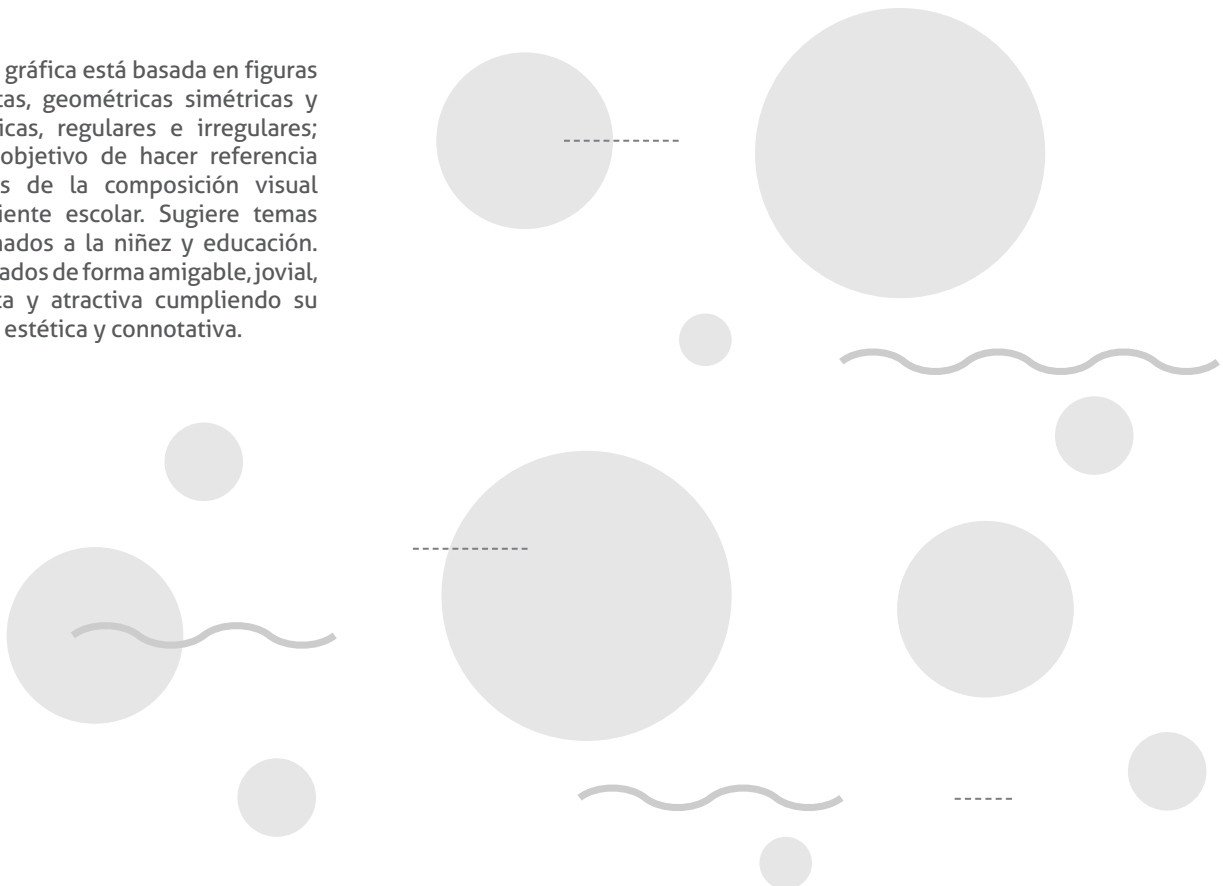 gráfica está basada en figuras
tas, geométricas simétricas y
icas, regulares e irregulares;
objetivo de hacer referencia
s de la composición visual
iente escolar. Sugiere temas
nados a la niñez y educación.
ados de forma amigable, jovial,
ta y atractiva cumpliendo su
estética y connotativa.